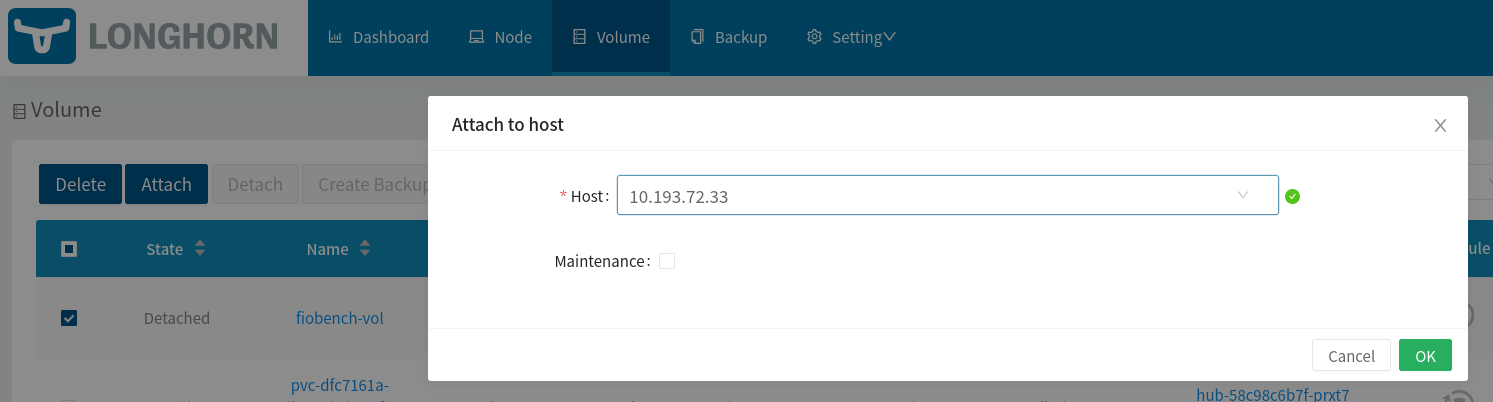 LONGHORN
Dashboard
Node
Volume
Backup
Setting
Volume
Attach to host
Delete
Attach
Detach
Create Backup
* Host:
10.193.72.33
State
Name
Maintenance:
Detached
fiobench-vol
Cancel
OK
pvc-dfc7161a-
hub-58c98c6b7f-prxt7